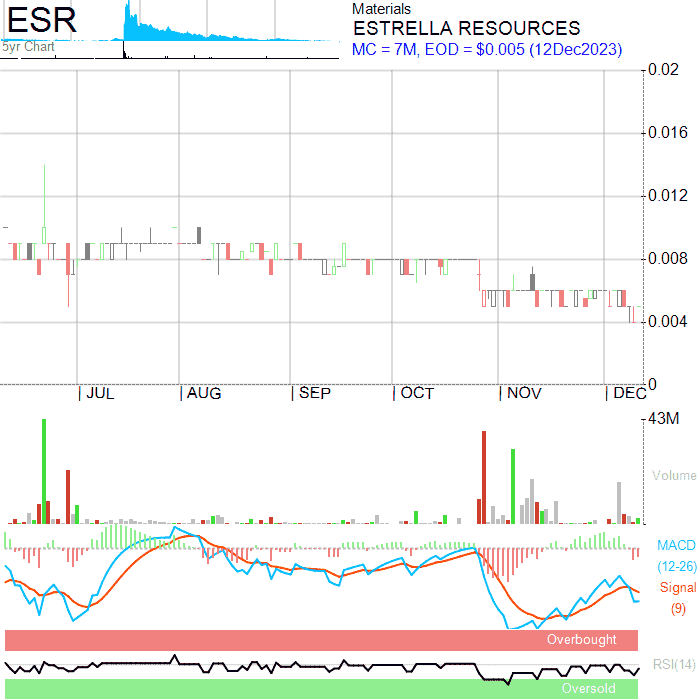 ESR
5yr Chart
Materials
ESTRELLA RESOURCES
MC = 7M, EOD = $0.005 (12Dec2023)
0.02
0.016
0.012
0.008
0.004
0
| JUL | AUG | SEP | OCT | NOV | DEC
43M
Volume
MACD
(12-26)
Signal
(9)
Overbought
RSI(14)
Oversold